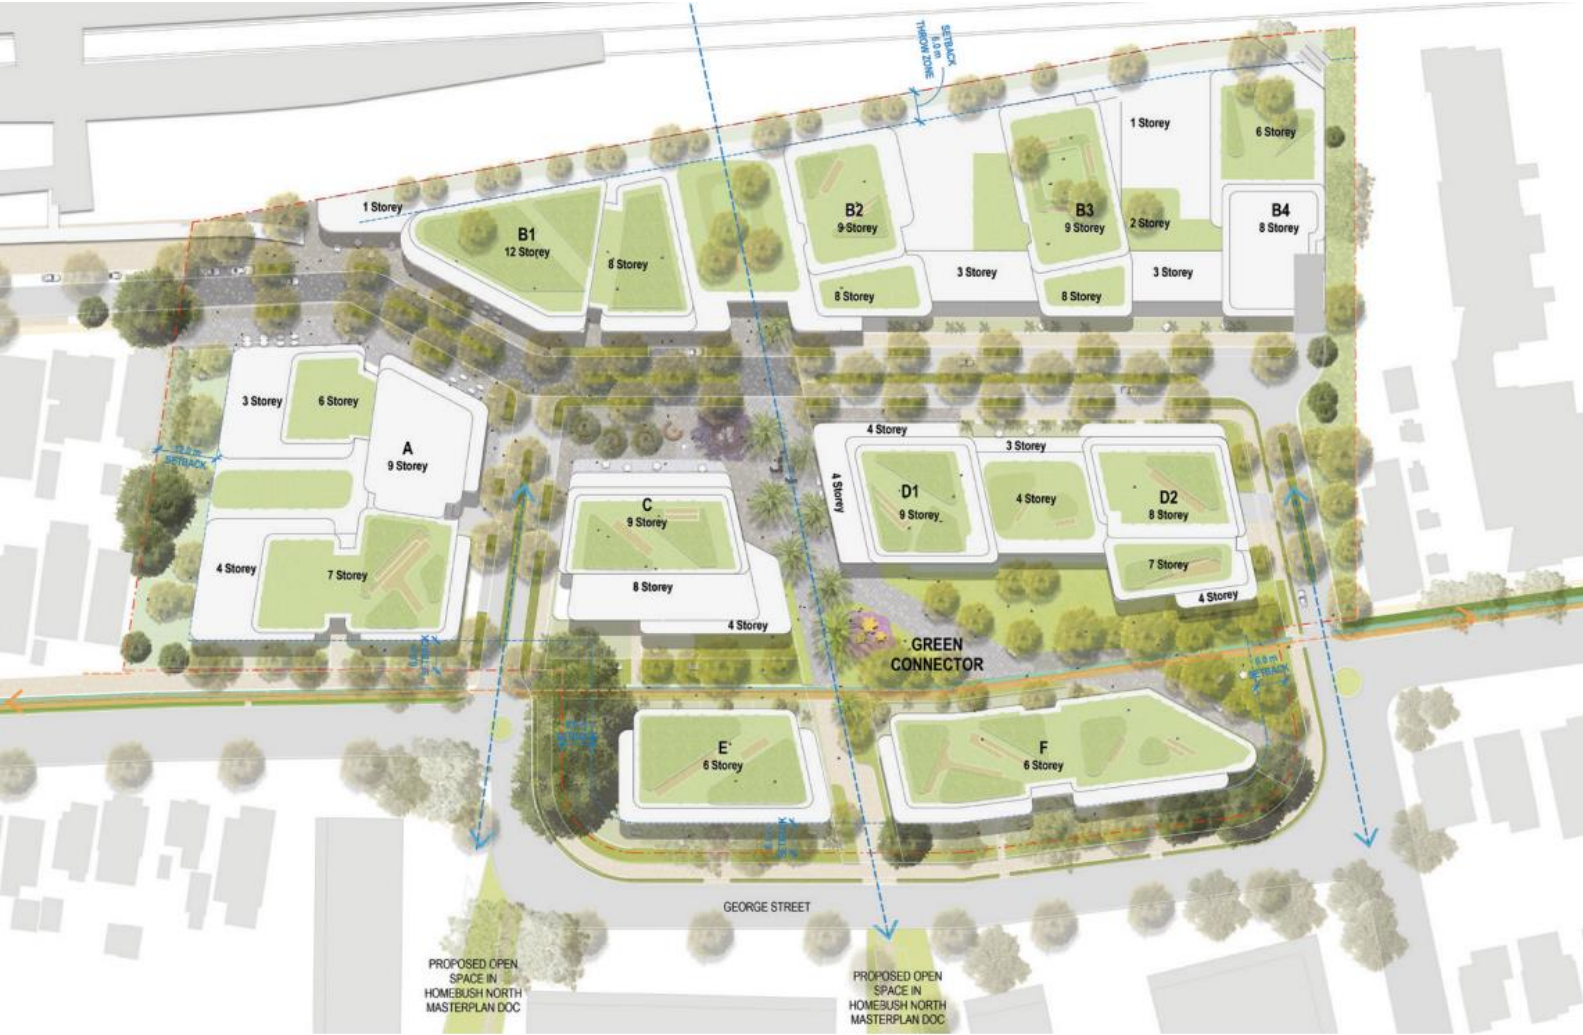 SETBACK
6.0 m
THROW ZONE
1 Storey
6 Storey
1 Storey
B1
12 Storey
8 Storey
B2
9 Storey
B3
9 Storey
2 Storey
B4
8 Storey
3 Storey
3 Storey
8 Storey
8 Storey
3 Storey
6 Storey
A
9 Storey
4 Storey
3 Storey
4 Storey
SETBACK
C
9 Storey
D1
9 Storey
4 Storey
D2
8 Storey
4 Storey
7 Storey
8 Storey
7 Storey
4 Storey
4 Storey
GREEN
CONNECTOR
SETBACK
6.0 m
SETBACK
SETBACK
E
6 Storey
F
6 Storey
SETBACK
GEORGE STREET
PROPOSED OPEN
SPACE IN
HOMEBUSH NORTH
MASTERPLAN DOC
PROPOSED OPEN
SPACE IN
HOMEBUSH NORTH
MASTERPLAN DOC